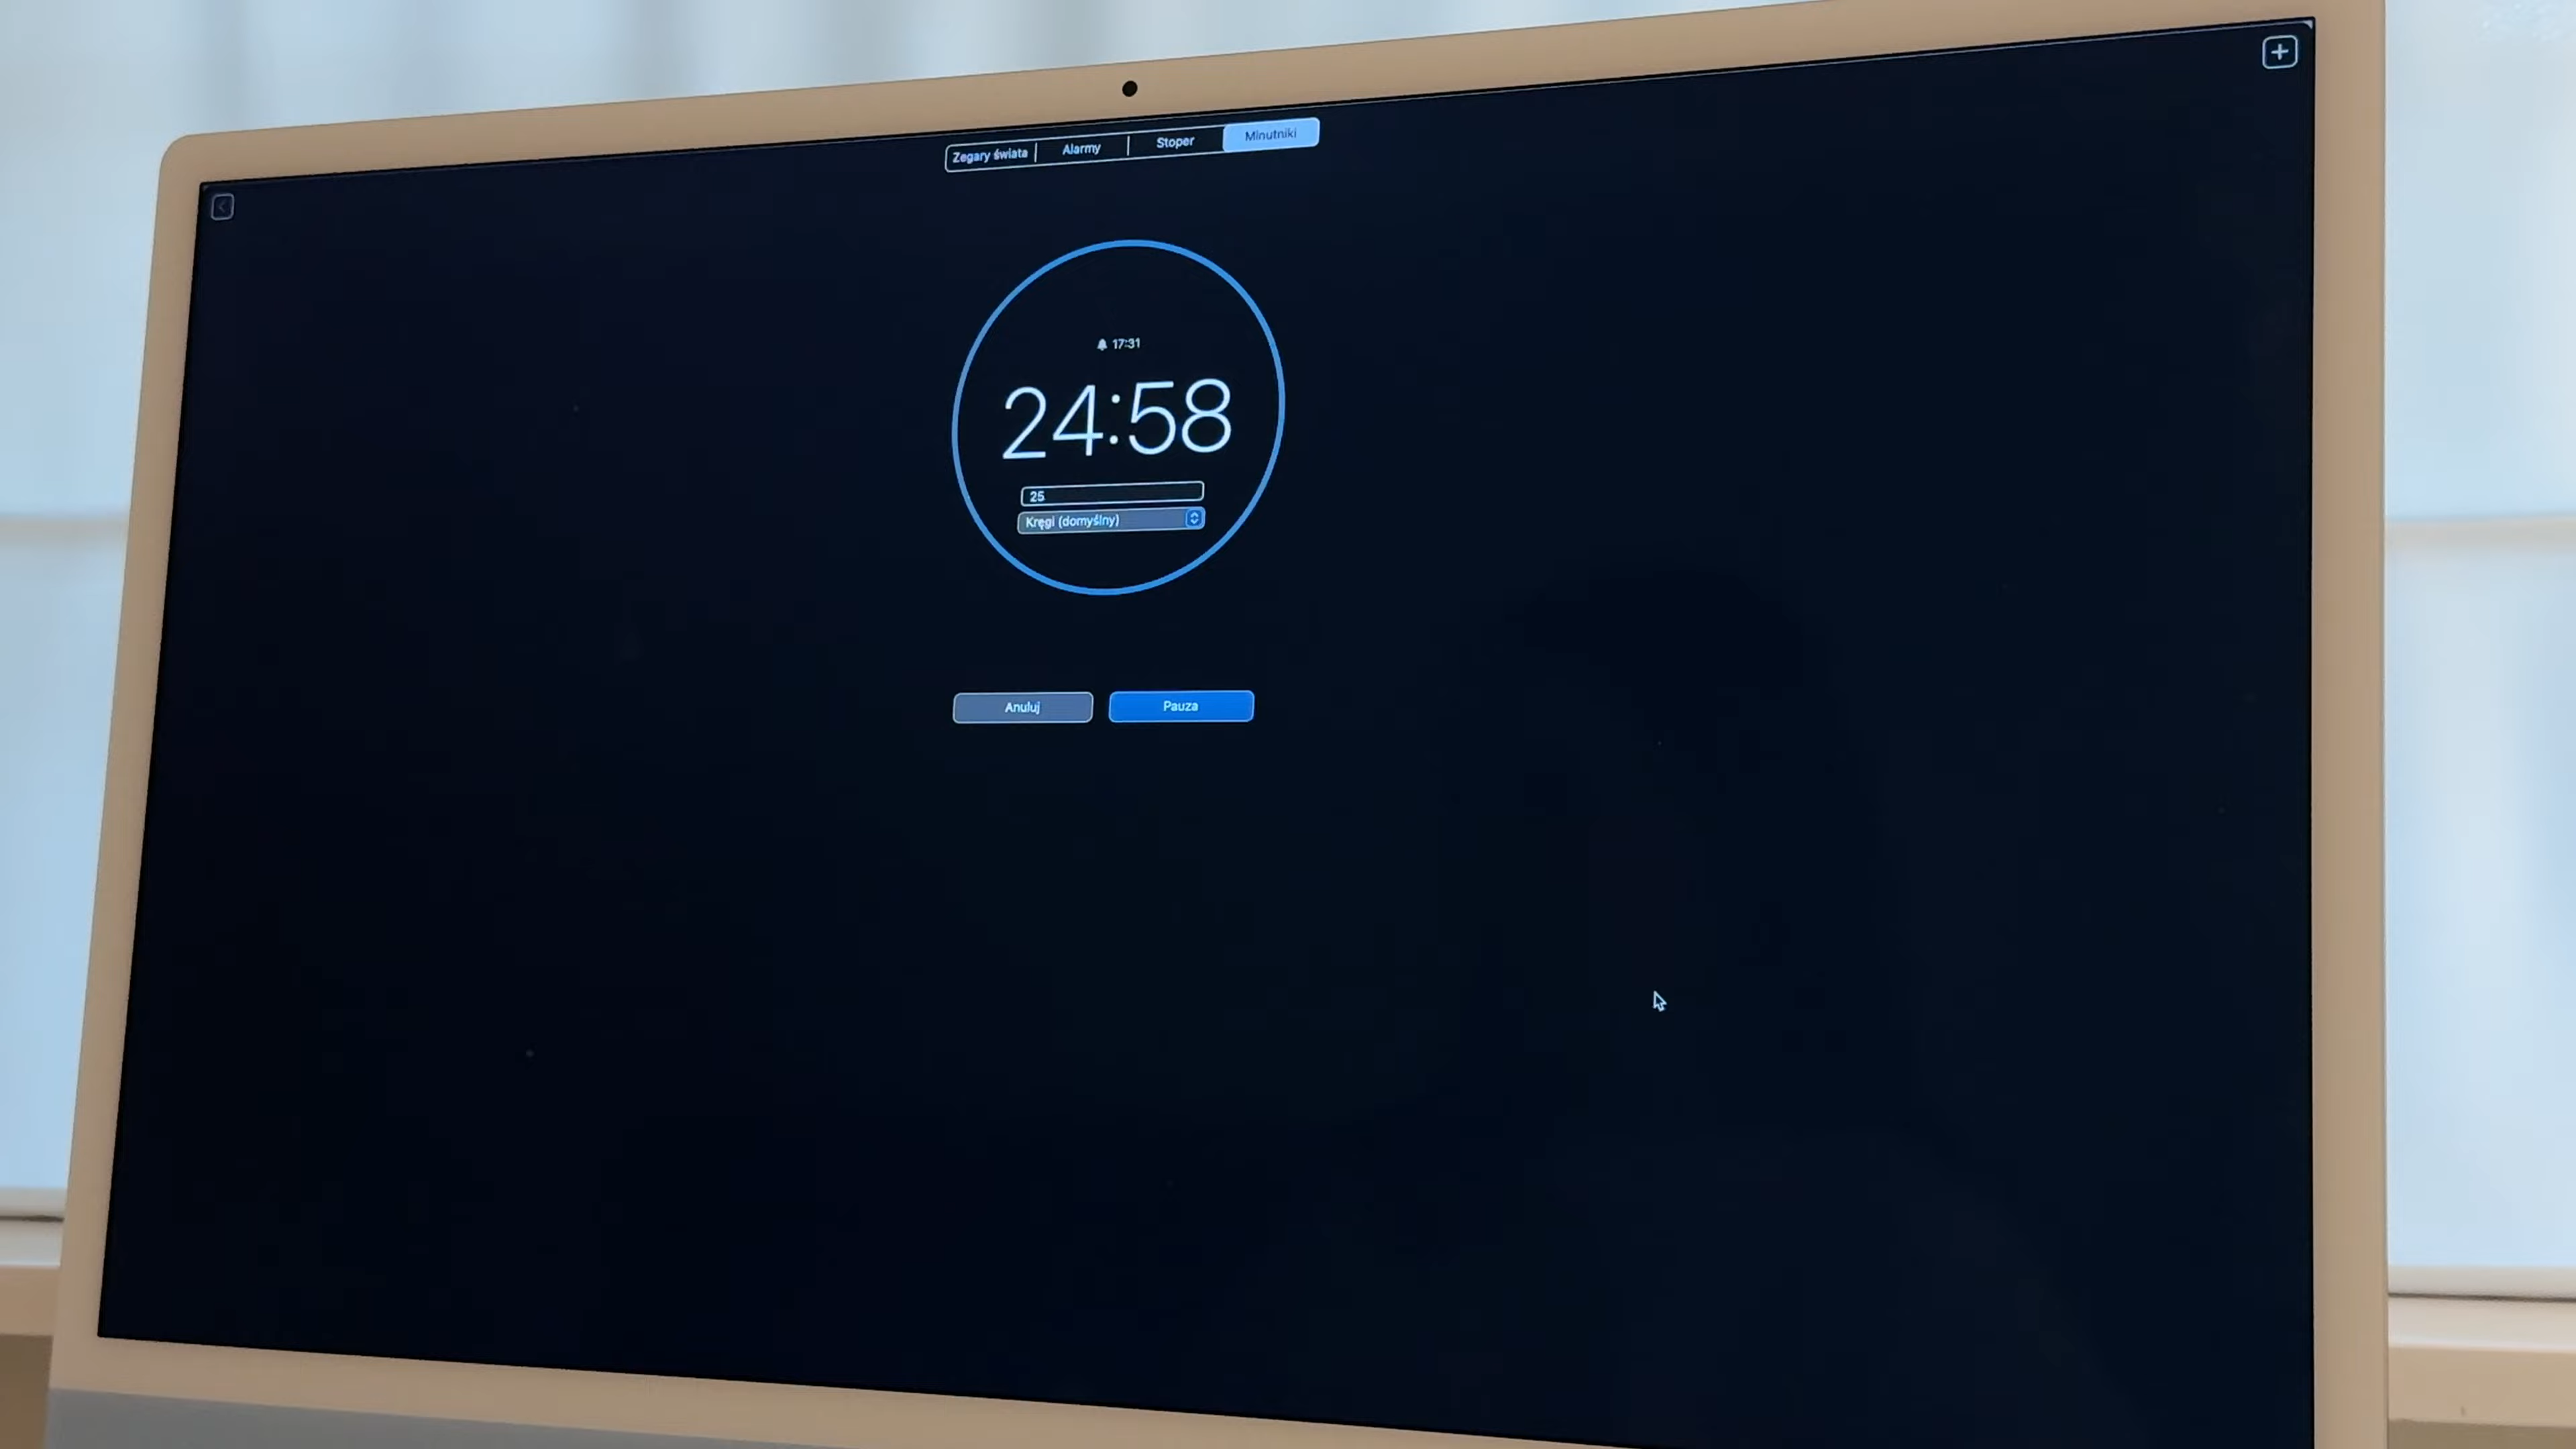 Zegary świata
Alarmy
Stoper
Minutniki
17:31
24:58
25
Kręgi (domyślny)
Anuluj
Pauza